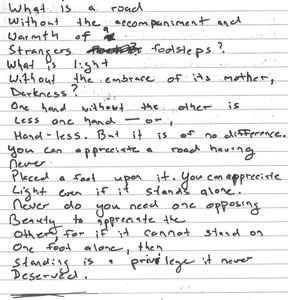 What is a road
Without the accompaniment and
Warmth of a
Strangers footsteps?
What is light
Without the embrace of its mother,
Darkness?
One hand without the other is
Less one hand — or,
Hand-less. But it is of no difference.
You can appreciate a road having
Never
Placed a foot upon it. You can appreciate
Light even if it stands alone.
Never do you need one opposing
Beauty to appreciate the
Other, for if it cannot stand on
One foot alone, then
Standing is a privilege it never
Deserved.